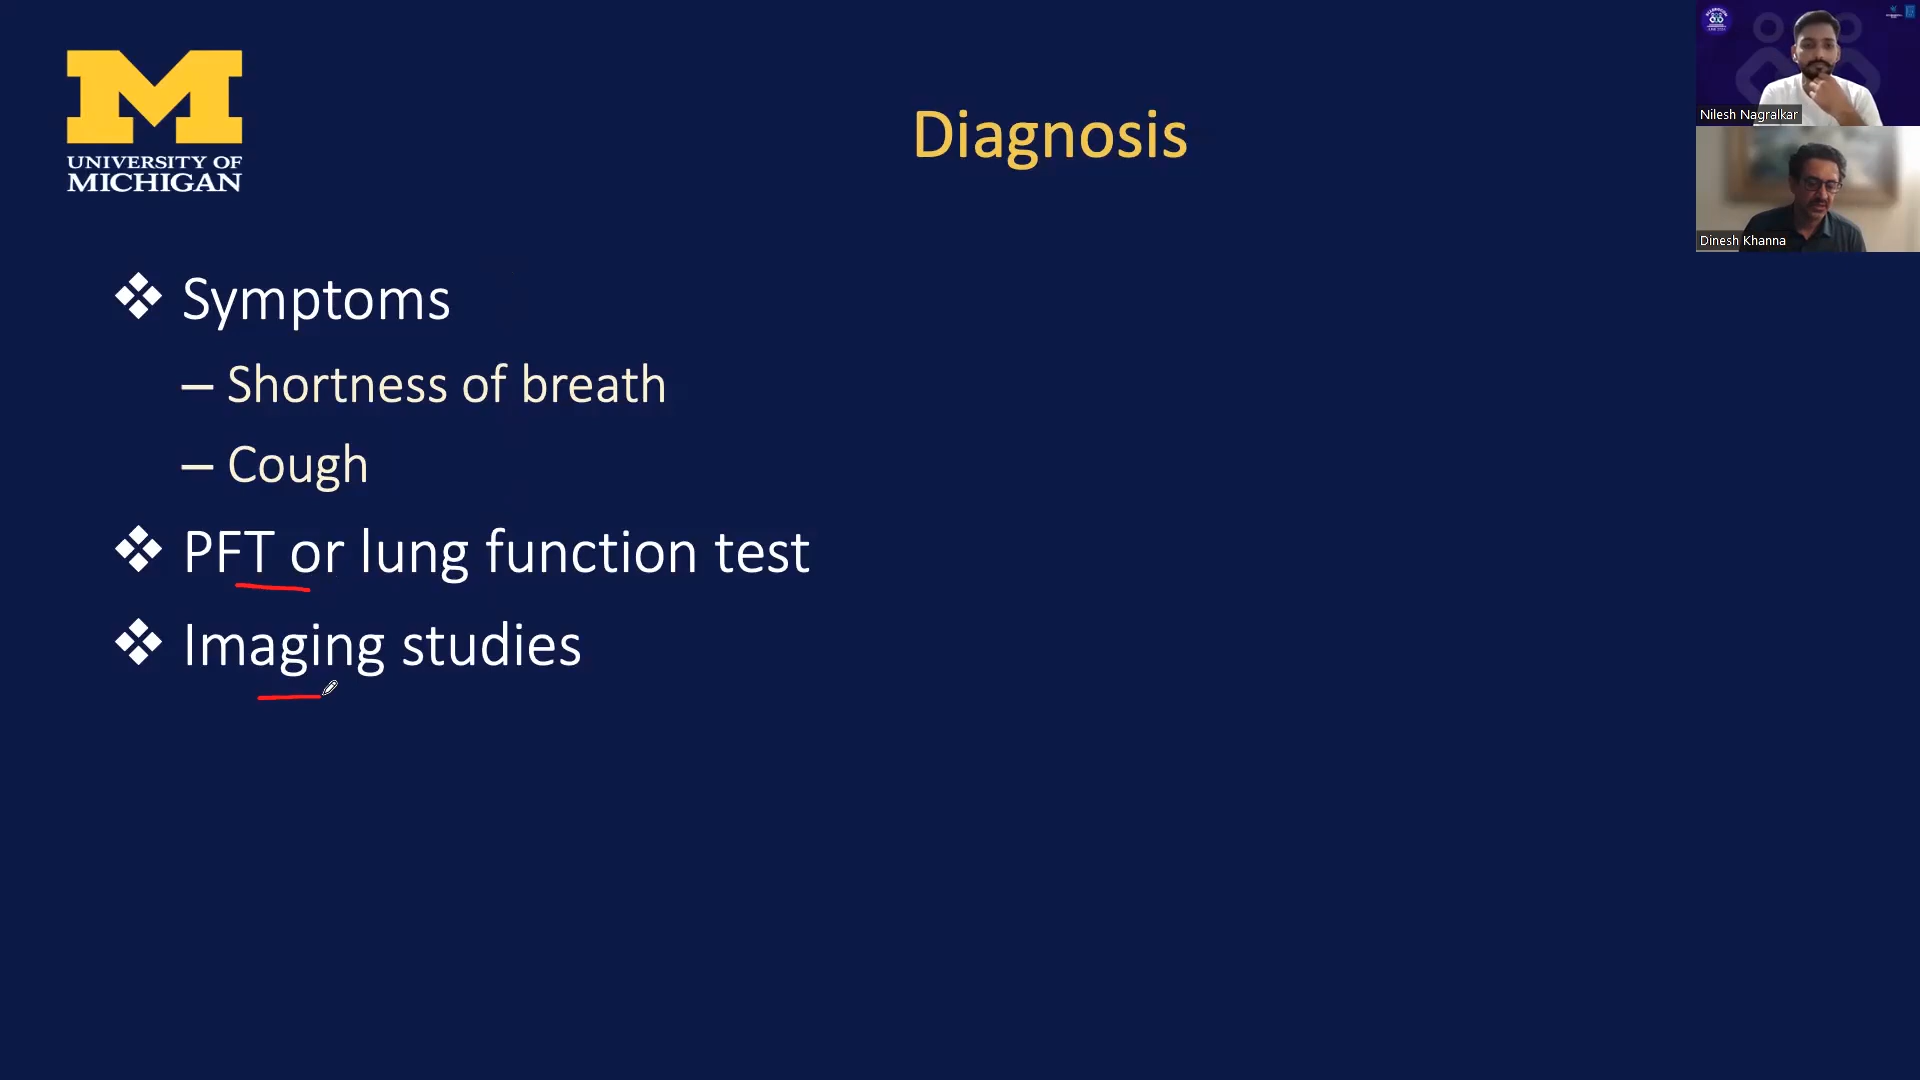 UNIVERSITY OF
MICHIGAN
Diagnosis
Symptoms
– Shortness of breath
– Cough
PFT or lung function test
Imaging studies
Nilesh Nagralkar
Dinesh Khanna